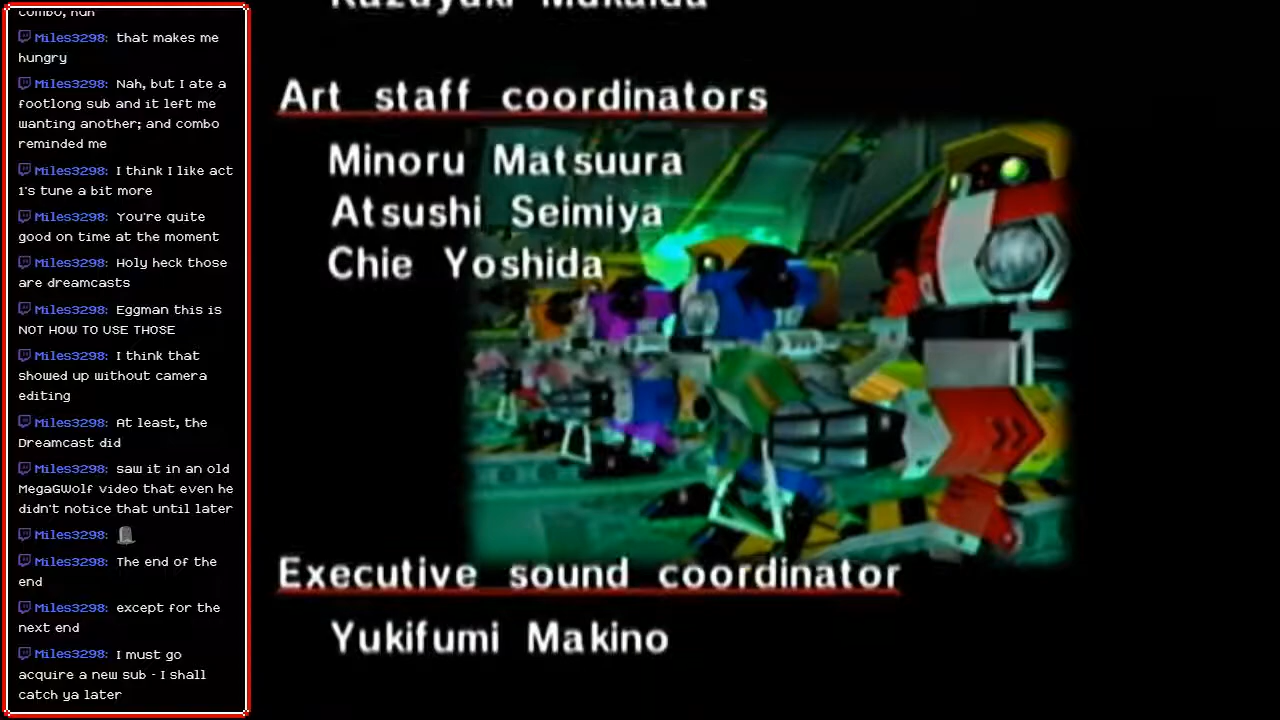 combo, huh
Miles3298: that makes me
hungry
Miles3298: Nah, but I ate a
footlong sub and it left me
wanting another; and combo
reminded me
Miles3298: I think I like act
1's tune a bit more
Miles3298: You're quite
good on time at the moment
Miles3298: Holy heck those
are dreamcasts
Miles3298: Eggman this is
NOT HOW TO USE THOSE
Miles3298: I think that
showed up without camera
editing
Miles3298: At least, the
Dreamcast did
Miles3298: saw it in an old
MegaGWolf video that even he
didn't notice that until later
Miles3298:
Miles3298: The end of the
end
Miles3298: except for the
next end
Miles3298: I must go
acquire a new sub - I shall
catch ya later
Kazuyuki Mukaida
Art staff coordinators
Minoru Matsuura
Atsushi Seimiya
Chie Yoshida
Executive sound coordinator
Yukifumi Makino